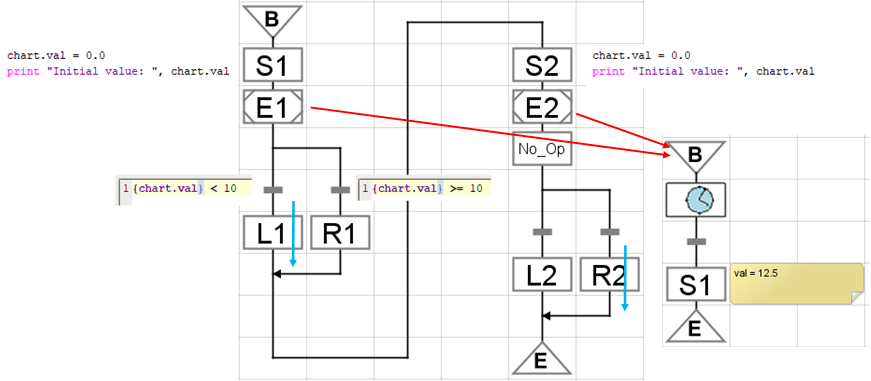 B
chart.val = 0.0
print "Initial value: ", chart.val
S1
E1
1 {chart.val} < 10
1 {chart.val} >= 10
L1
R1
S2
E2
No_Op
L2
R2
E
chart.val = 0.0
print "Initial value: ", chart.val
B
S1
val = 12.5
E